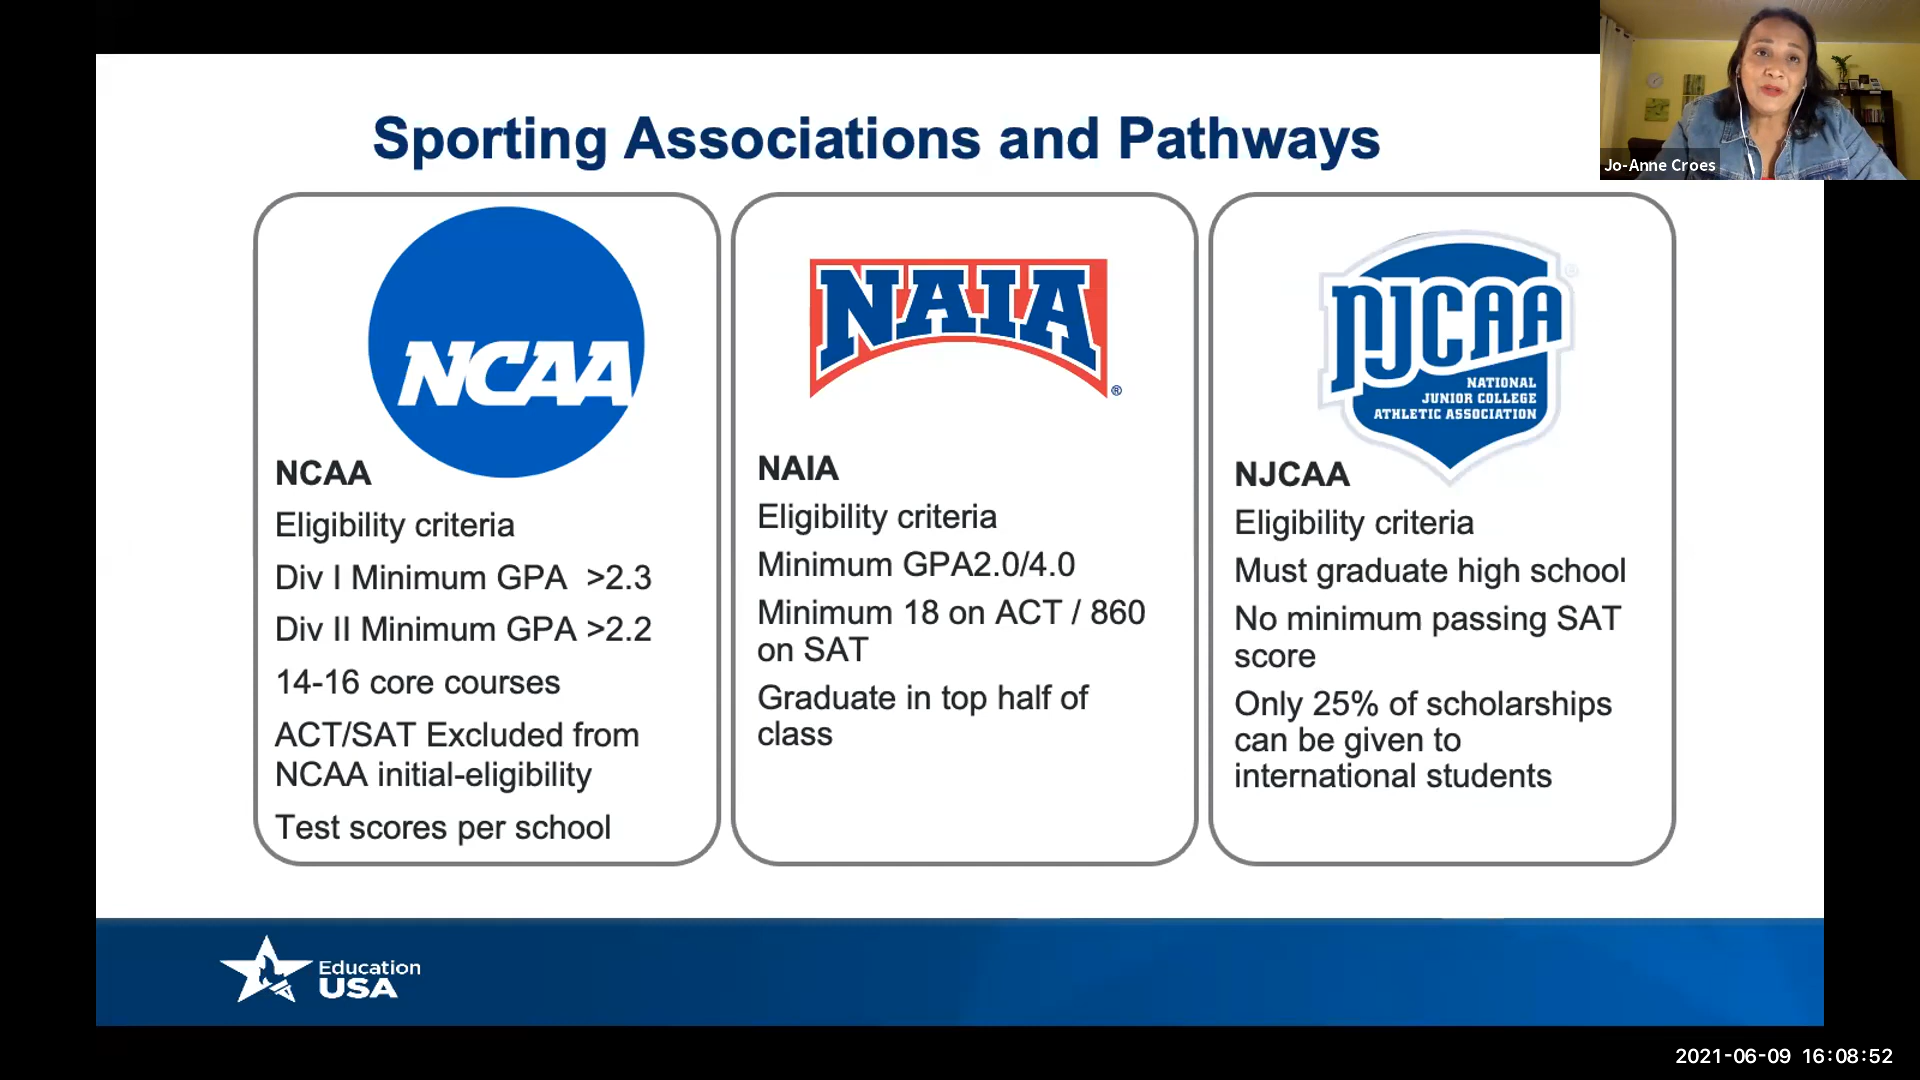 Sporting Associations and Pathways
Jo-Anne Croes
NCAA
NCAA
Eligibility criteria
Div I Minimum GPA  >2.3
Div II Minimum GPA >2.2
14-16 core courses
ACT/SAT Excluded from
NCAA initial-eligibility
Test scores per school
NAIA
®
NAIA
Eligibility criteria
Minimum GPA2.0/4.0
Minimum 18 on ACT / 860
on SAT
Graduate in top half of
class
NJCAA
®
NATIONAL
JUNIOR COLLEGE
ATHLETIC ASSOCIATION
NJCAA
Eligibility criteria
Must graduate high school
No minimum passing SAT
score
Only 25% of scholarships
can be given to
international students
Education
USA
2021-06-09 16:08:52